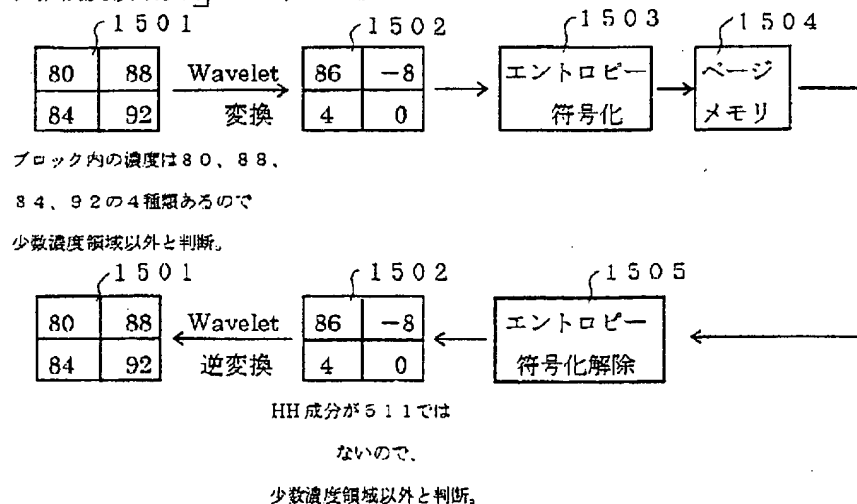 1501
1502
1503
1504
80 88
84 92
Wavelet
変換
86 −8
4 0
エントロピー
符号化
ページ
メモリ
ブロック内の濃度は80、88、
84、92の4種類あるので
少数濃度領域以外と判断。
1501
1502
1505
80 88
84 92
Wavelet
逆変換
86 −8
4 0
エントロピー
符号化解除
HH成分が511では
ないので、
少数濃度領域以外と判断。